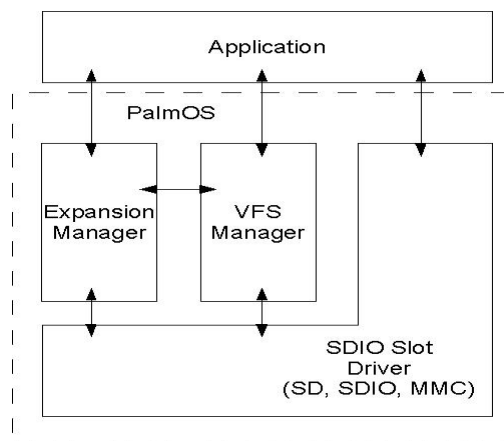 Application
PalmOS
Expansion
Manager
VFS
Manager
SDIO Slot
Driver
(SD, SDIO, MMC)